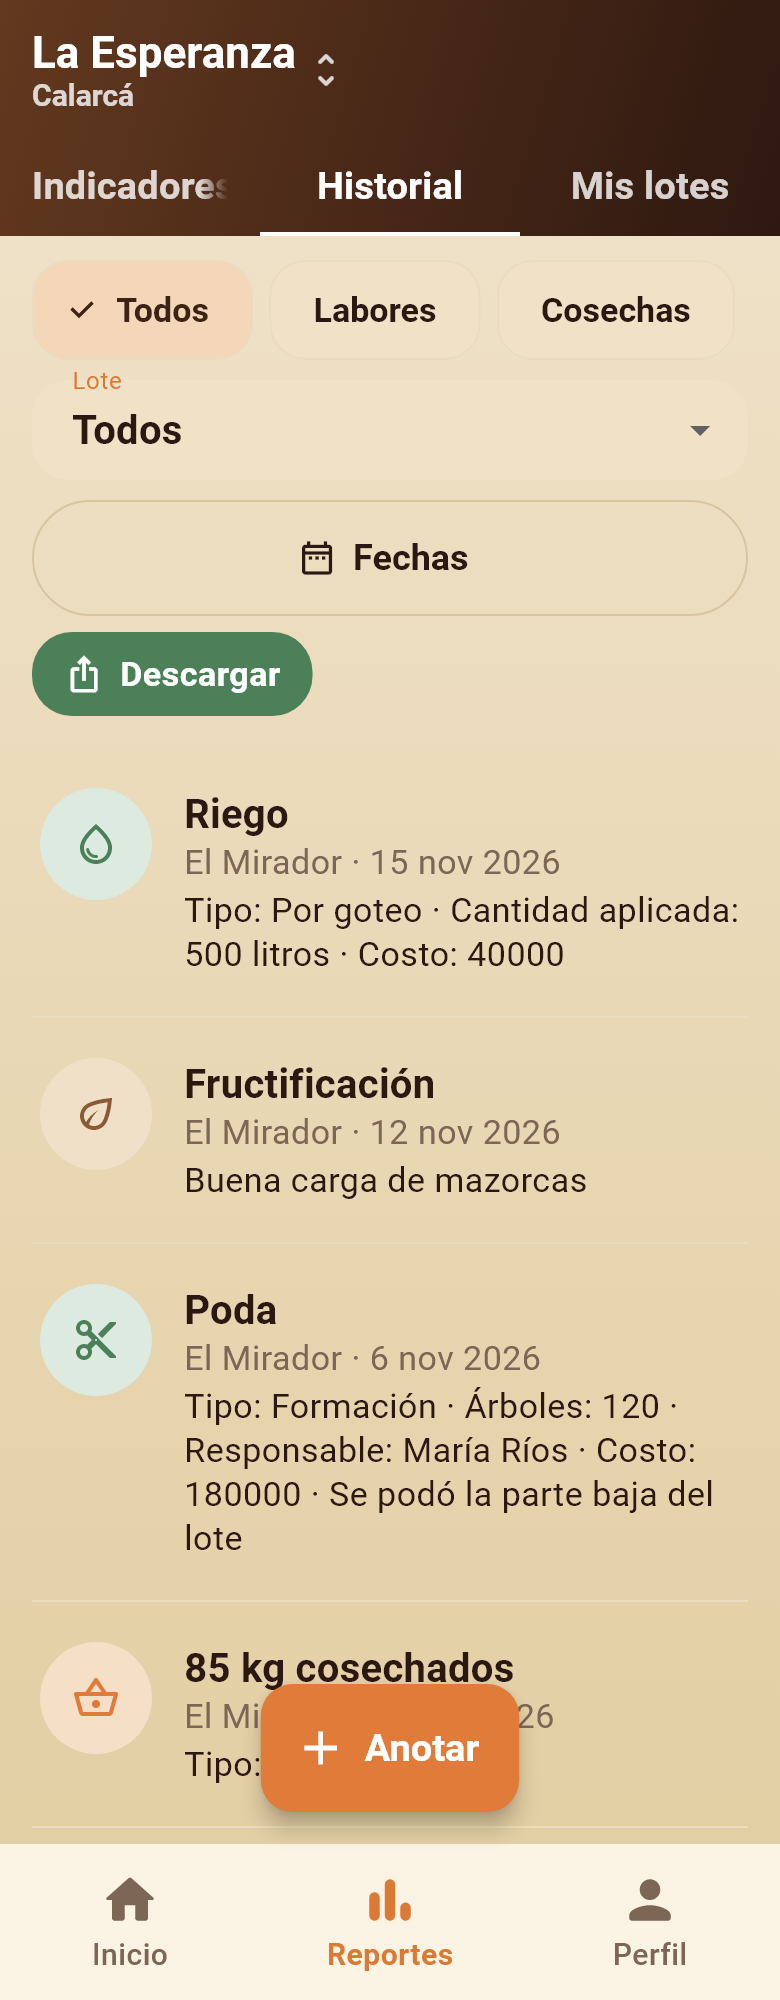 La Esperanza
Calarcá
Indicadores
Historial
Mis lotes
Todos
Labores
Cosechas
Lote
Todos
Fechas
Descargar
Riego
El Mirador · 15 nov 2026
Tipo: Por goteo · Cantidad aplicada:
500 litros · Costo: 40000
Fructificación
El Mirador · 12 nov 2026
Buena carga de mazorcas
Poda
El Mirador · 6 nov 2026
Tipo: Formación · Árboles: 120 ·
Responsable: María Ríos · Costo:
180000 · Se podó la parte baja del
lote
85 kg cosechados
El
Tipo:
Anotar
Inicio
Reportes
Perfil